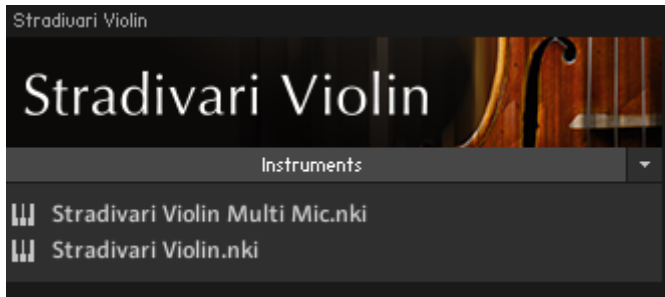 Stradivari Violin
Stradivari Violin
Instruments
Stradivari Violin Multi Mic.nki
Stradivari Violin.nki